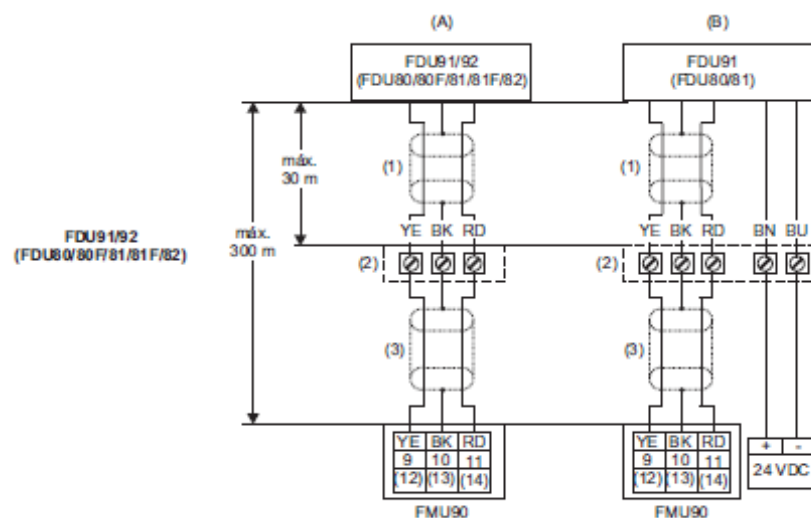 (A)
(B)
FDU91/92
(FDU80/80F/81/81F/82)
FDU91
(FDU80/81)
(1)
(1)
máx.
30 m
máx.
300 m
FDU91/92
(FDU80/80F/81/81F/82)
YE BK RD
YE BK RD BN BU
(2)
(2)
(3)
(3)
YE BK RD
9 10 11
(12) (13) (14)
FMU90
YE BK RD
9 10 11
(12) (13) (14)
FMU90
+ -
24 VDC